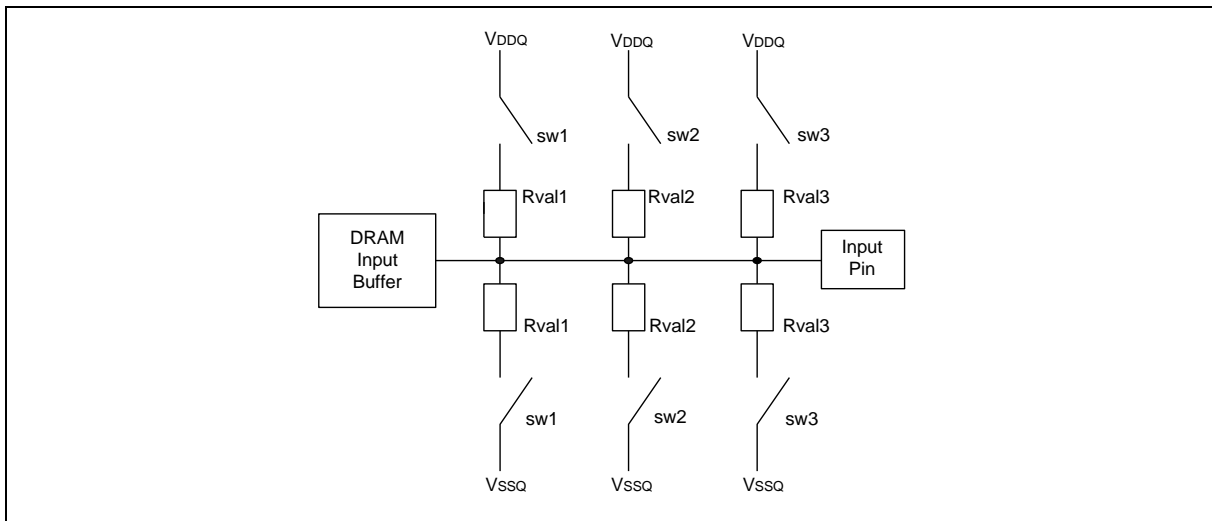 VDDQ VDDQ VDDQ
sw1 sw2 sw3
Rval1 Rval2 Rval3
DRAM
Input
Buffer
Input
Pin
Rval1 Rval2 Rval3
sw1 sw2 sw3
VSSQ VSSQ VSSQ